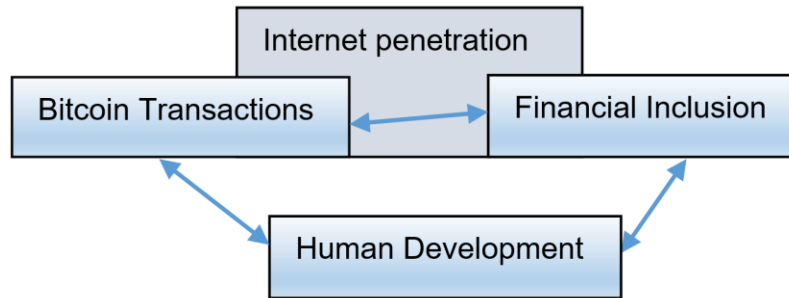 Internet penetration
Bitcoin Transactions
Financial Inclusion
Human Development